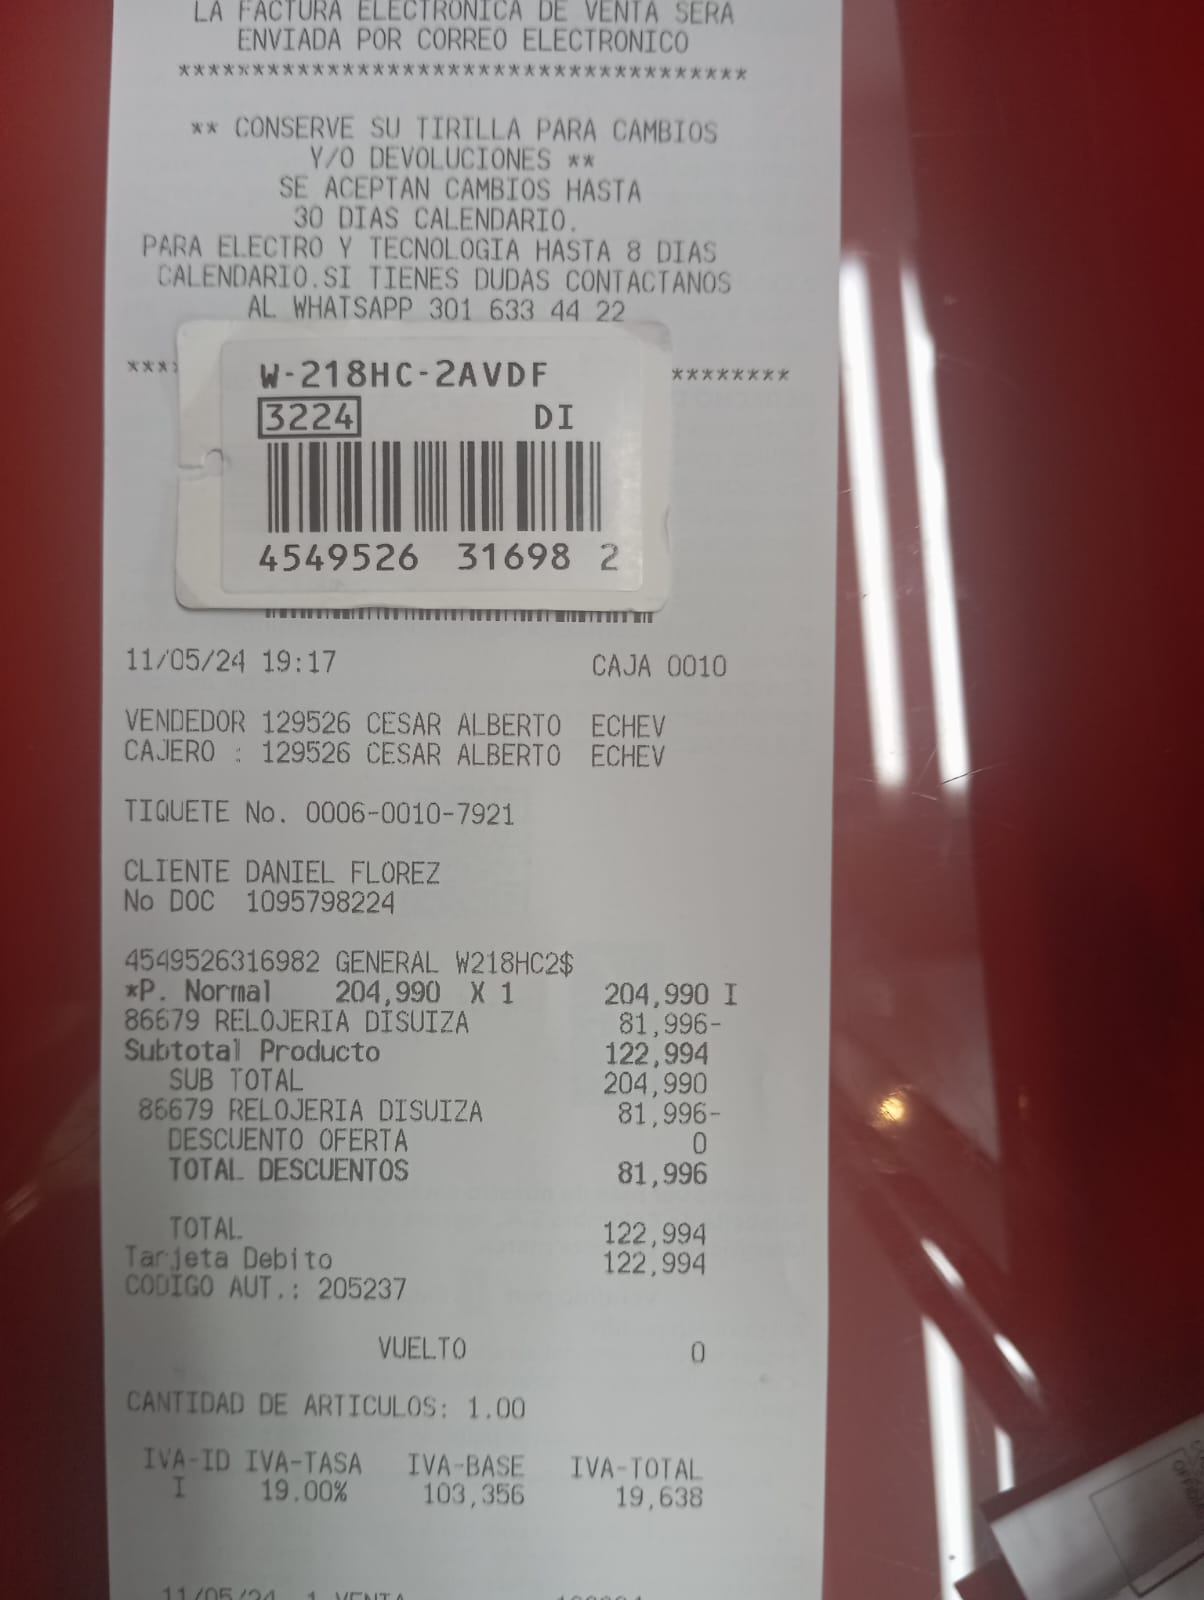 LA FACTURA ELECTRONICA DE VENTA SERA
ENVIADA POR CORREO ELECTRONICO
**************************************
** CONSERVE SU TIRILLA PARA CAMBIOS
Y/O DEVOLUCIONES **
SE ACEPTAN CAMBIOS HASTA
30 DIAS CALENDARIO.
PARA ELECTRO Y TECNOLOGIA HASTA 8 DIAS
CALENDARIO.SI TIENES DUDAS CONTACTANOS
AL WHATSAPP 301 633 44 22
*** ********
W-218HC-2AVDF
3224 DI
4549526 31698 2
11/05/24 19:17 CAJA 0010
VENDEDOR 129526 CESAR ALBERTO ECHEV
CAJERO : 129526 CESAR ALBERTO ECHEV
TIQUETE No. 0006-0010-7921
CLIENTE DANIEL FLOREZ
No DOC 1095798224
4549526316982 GENERAL W218HC2$
*P. Normal 204,990 X 1 204,990 I
86679 RELOJERIA DISUIZA 81,996-
Subtotal Producto 122,994
SUB TOTAL 204,990
86679 RELOJERIA DISUIZA 81,996-
DESCUENTO OFERTA 0
TOTAL DESCUENTOS 81,996
TOTAL 122,994
Tarjeta Debito 122,994
CODIGO AUT.: 205237
VUELTO 0
CANTIDAD DE ARTICULOS: 1.00
IVA-ID IVA-TASA IVA-BASE IVA-TOTAL
I 19.00% 103,356 19,638
11/05/24 1 VENTA